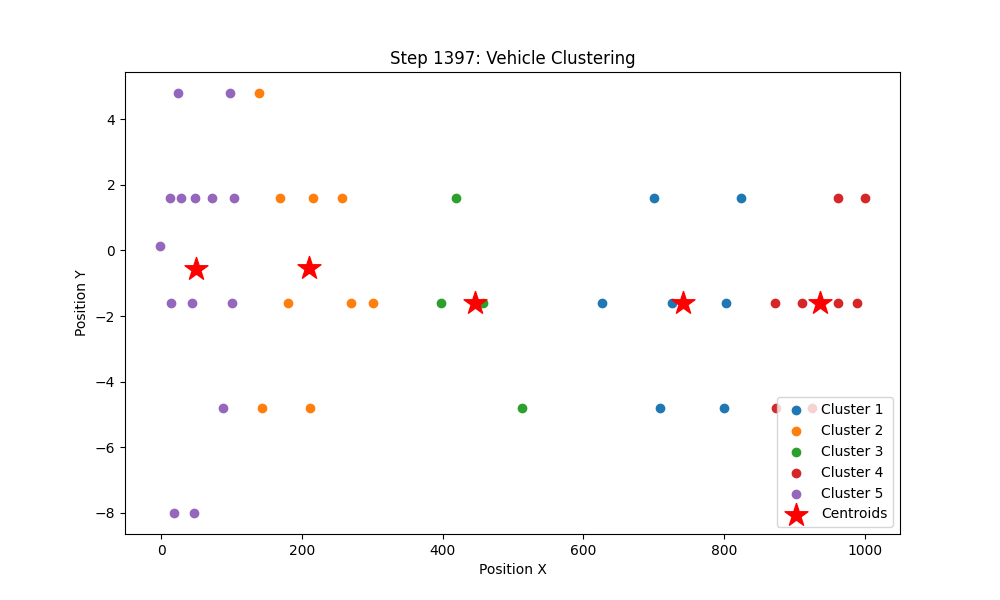 Step 1397: Vehicle Clustering
Position Y
4
2
0
−2
−4
−6
−8
Cluster 1
Cluster 2
Cluster 3
Cluster 4
Cluster 5
Centroids
0 200 400 600 800 1000
Position X